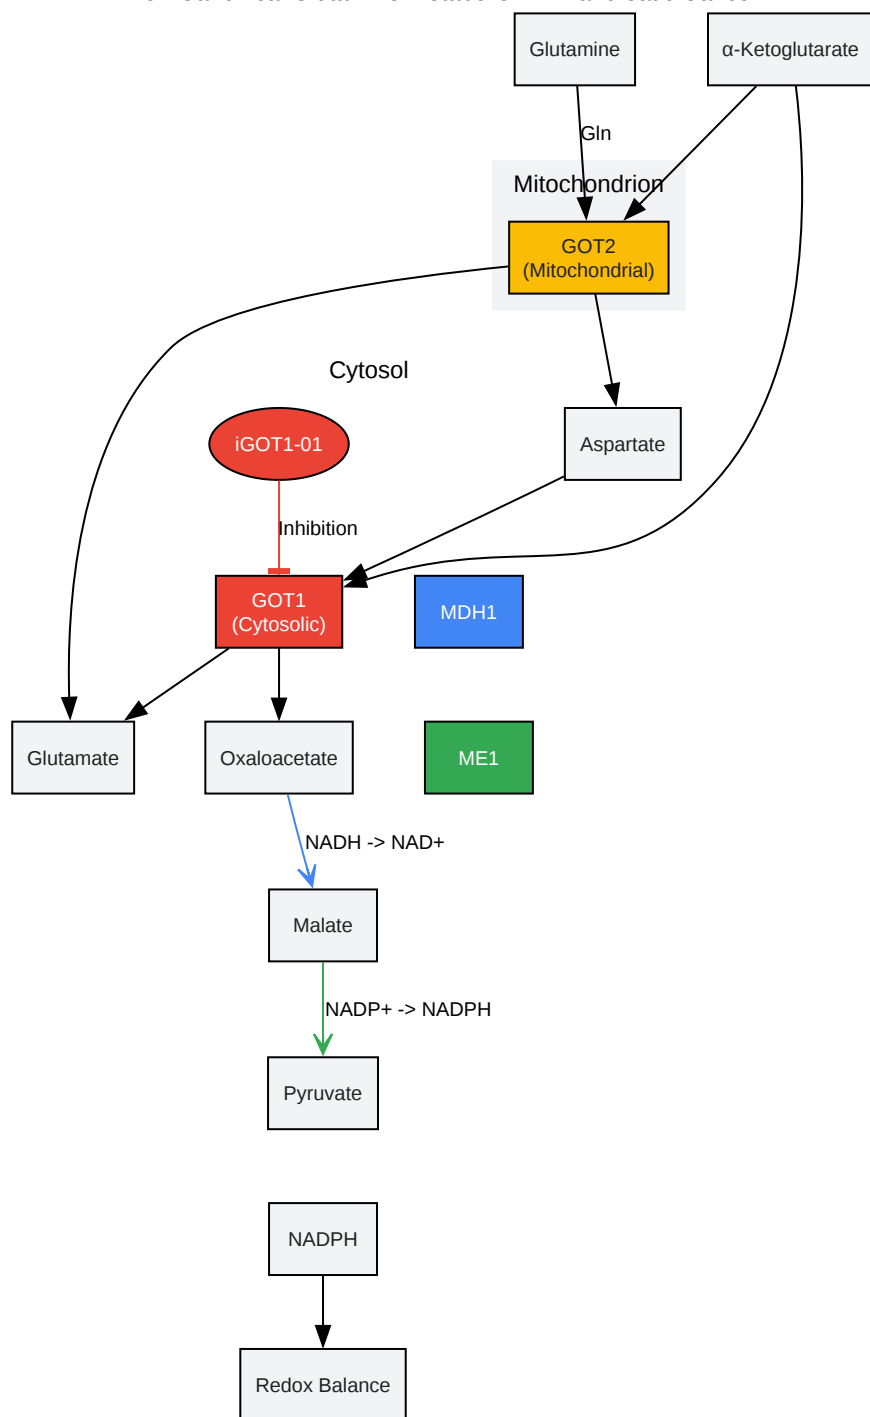 Glutamine
α-Ketoglutarate
Gln
Mitochondrion
GOT2
(Mitochondrial)
Cytosol
iGOT1-01
Aspartate
Inhibition
GOT1
(Cytosolic)
MDH1
Glutamate
Oxaloacetate
ME1
NADH -> NAD+
Malate
NADP+ -> NADPH
Pyruvate
NADPH
Redox Balance